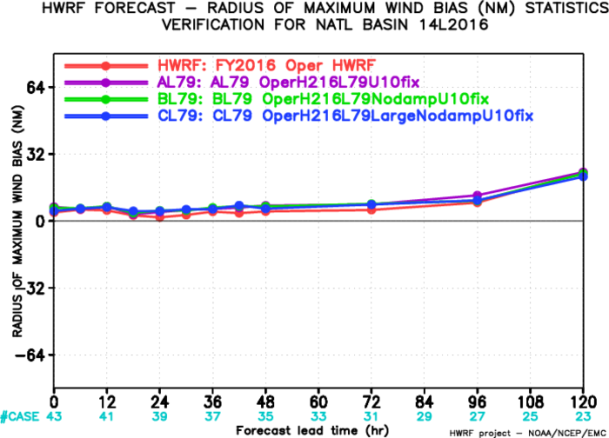 HWRF FORECAST – RADIUS OF MAXIMUM WIND BIAS (NM) STATISTICS
VERIFICATION FOR NATL BASIN 14L2016
HWRF: FY2016 Oper HWRF
AL79: AL79 OperH216L79U10fix
BL79: BL79 OperH216L79NodampU10fix
CL79: CL79 OperH216L79LargeNodampU10fix
RADIUS OF MAXIMUM WIND BIAS (NM)
64
32
0
-32
-64
0 12 24 36 48 60 72 84 96 108 120
#CASE 43 41 39 37 35 33 31 29 27 25 23
Forecast lead time (hr)
HWRF project – NOAA/NCEP/EMC